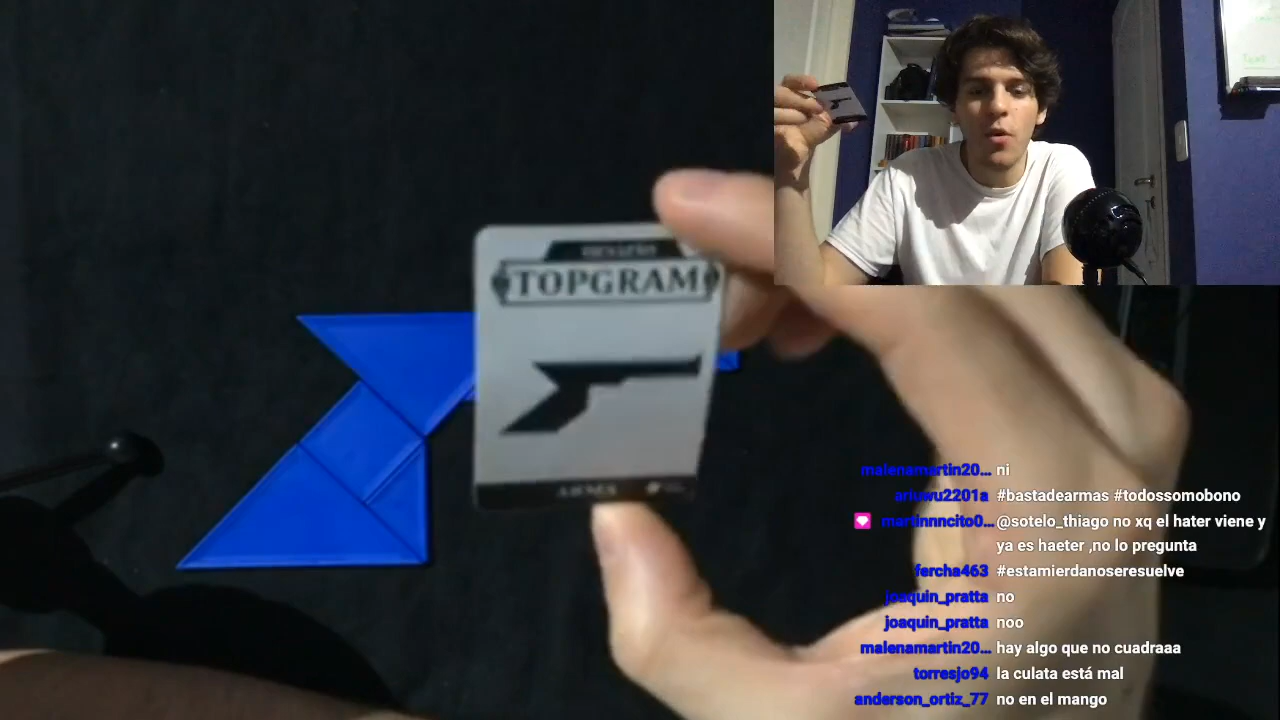 TOPGRAM
malenamartin20... ni
ariuwu2201a #bastadearmas #todossomobono
martinnncito0... @sotelo_thiago no xq el hater viene y
ya es haeter ,no lo pregunta
fercha463 #estamierdanoseresuelve
joaquin_pratta no
joaquin_pratta noo
malenamartin20... hay algo que no cuadraaa
torresjo94 la culata está mal
anderson_ortiz_77 no en el mango